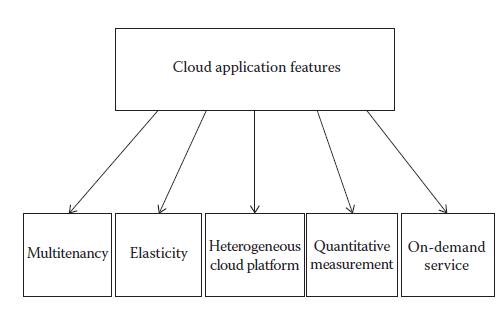 Cloud application features
Multitenancy
Elasticity
Heterogeneous
cloud platform
Quantitative
measurement
On-demand
service